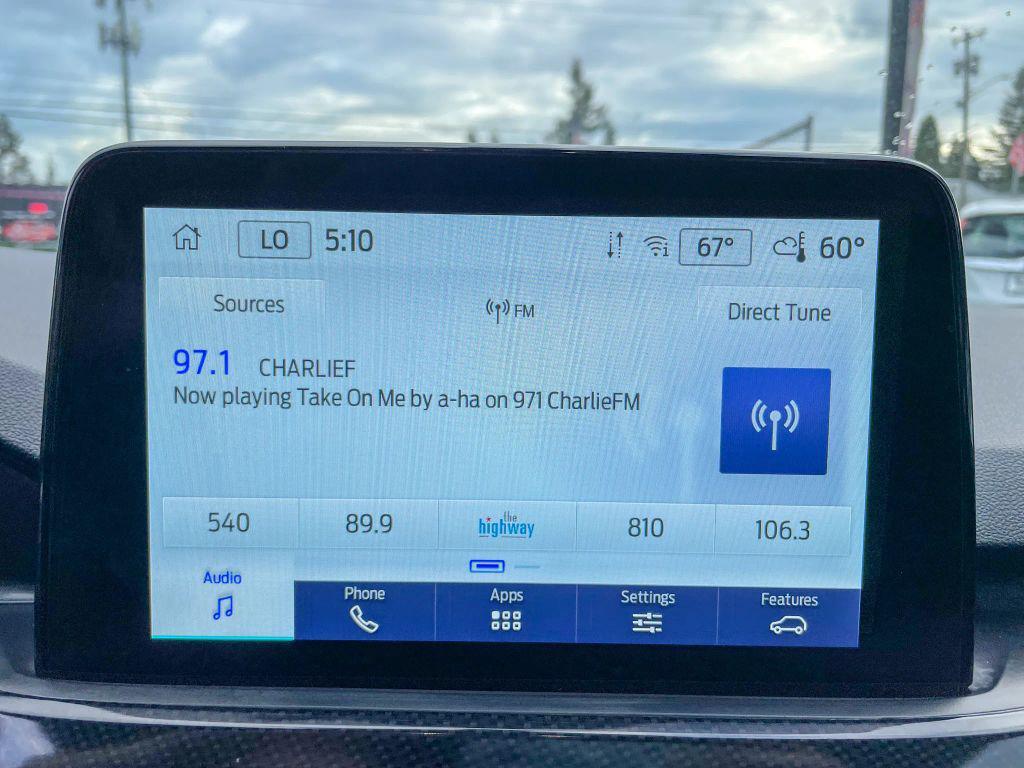 LO 5:10 67° 60°
Sources FM Direct Tune
97.1 CHARLIEF
Now playing Take On Me by a-ha on 971 CharlieFM
540 89.9 the highway 810 106.3
Audio Phone Apps Settings Features